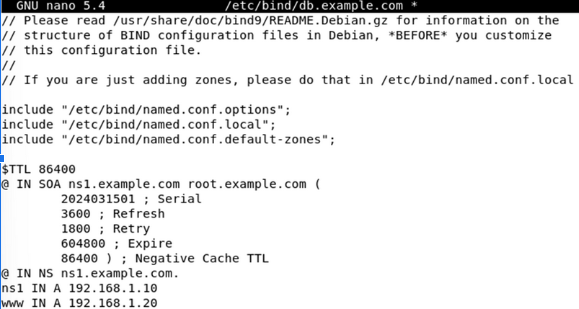 GNU nano 5.4 /etc/bind/db.example.com *
// Please read /usr/share/doc/bind9/README.Debian.gz for information on the
// structure of BIND configuration files in Debian, *BEFORE* you customize
// this configuration file.
//
// If you are just adding zones, please do that in /etc/bind/named.conf.local
include "/etc/bind/named.conf.options";
include "/etc/bind/named.conf.local";
include "/etc/bind/named.conf.default-zones";
$TTL 86400
@ IN SOA ns1.example.com root.example.com (
2024031501 ; Serial
3600 ; Refresh
1800 ; Retry
604800 ; Expire
86400 ) ; Negative Cache TTL
@ IN NS ns1.example.com.
ns1 IN A 192.168.1.10
www IN A 192.168.1.20